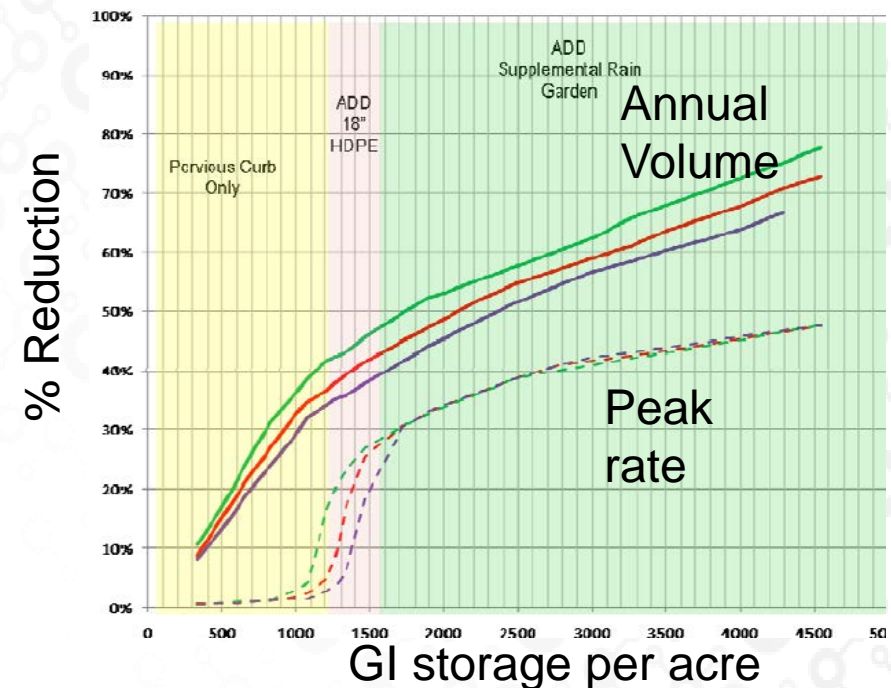 100%
90%
80%
70%
60%
50%
40%
30%
20%
10%
0%
% Reduction
Pervious Curb
Only
ADD
18"
HDPE
ADD
Supplemental Rain
Garden
Annual
Volume
Peak
rate
0 500 1000 1500 2000 2500 3000 3500 4000 4500
GI storage per acre